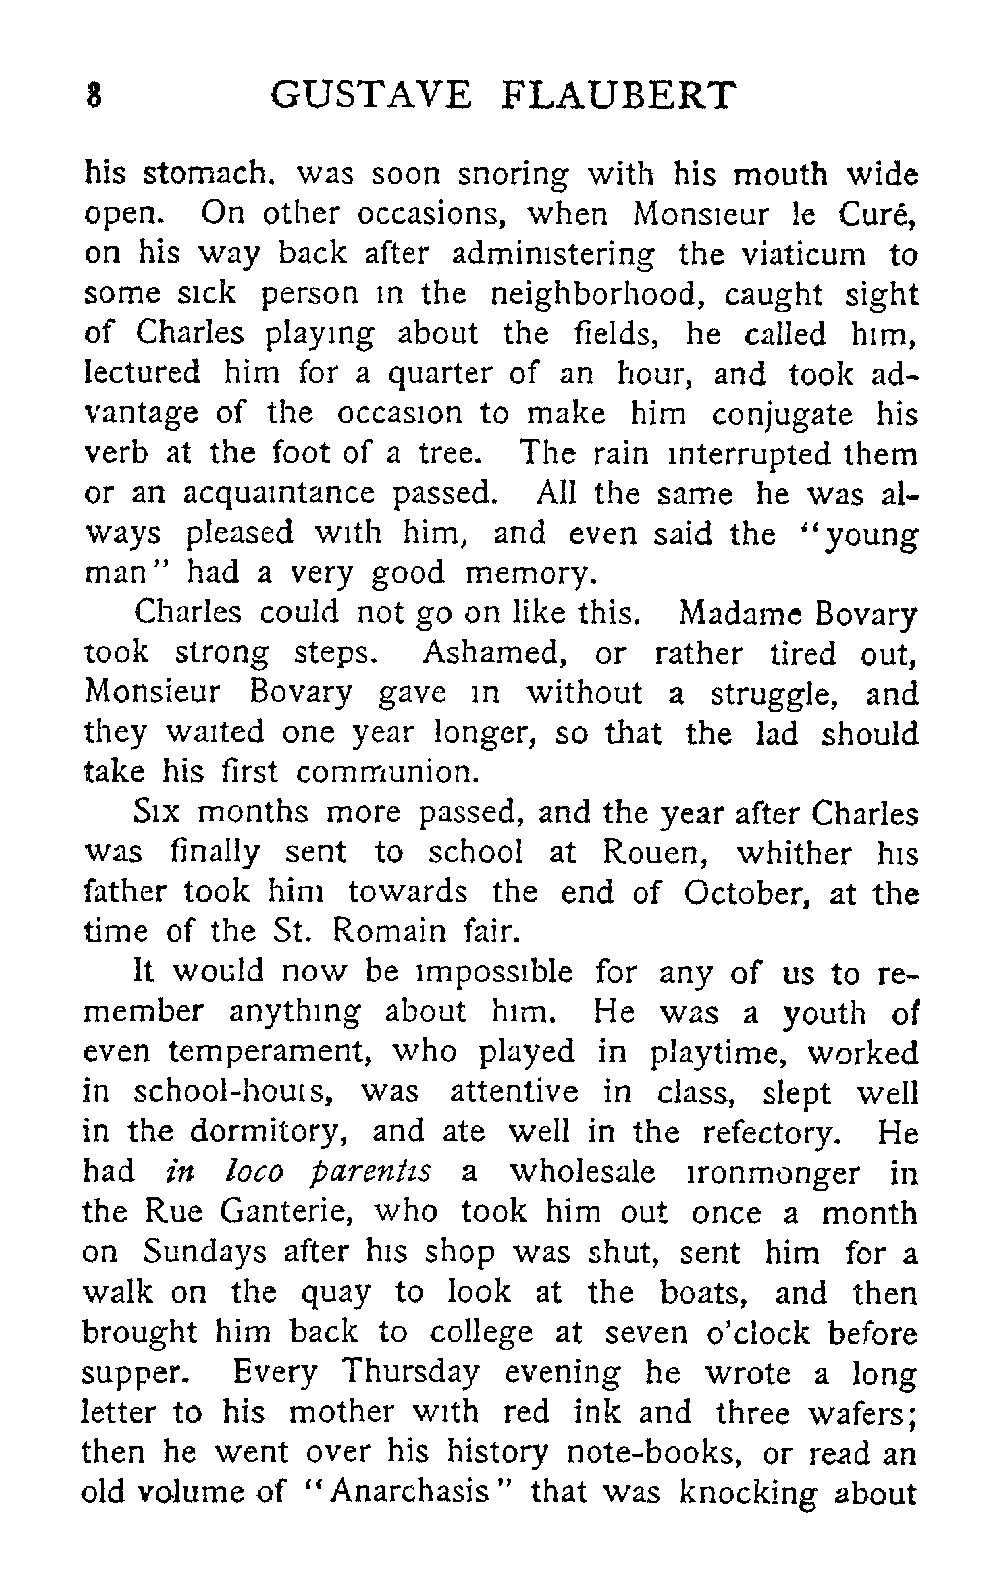 8 GUSTAVE FLAUBERT
his stomach. was soon snoring with his mouth wide
open. On other occasions, when Monsieur le Curé,
on his way back after administering the viaticum to
some sick person in the neighborhood, caught sight
of Charles playing about the fields, he called him,
lectured him for a quarter of an hour, and took ad-
vantage of the occasion to make him conjugate his
verb at the foot of a tree. The rain interrupted them
or an acquaintance passed. All the same he was al-
ways pleased with him, and even said the “young
man” had a very good memory.
Charles could not go on like this. Madame Bovary
took strong steps. Ashamed, or rather tired out,
Monsieur Bovary gave in without a struggle, and
they waited one year longer, so that the lad should
take his first communion.
Six months more passed, and the year after Charles
was finally sent to school at Rouen, whither his
father took him towards the end of October, at the
time of the St. Romain fair.
It would now be impossible for any of us to re-
member anything about him. He was a youth of
even temperament, who played in playtime, worked
in school-hours, was attentive in class, slept well
in the dormitory, and ate well in the refectory. He
had in loco parentis a wholesale ironmonger in
the Rue Ganterie, who took him out once a month
on Sundays after his shop was shut, sent him for a
walk on the quay to look at the boats, and then
brought him back to college at seven o’clock before
supper. Every Thursday evening he wrote a long
letter to his mother with red ink and three wafers;
then he went over his history note-books, or read an
old volume of “Anarchasis” that was knocking about